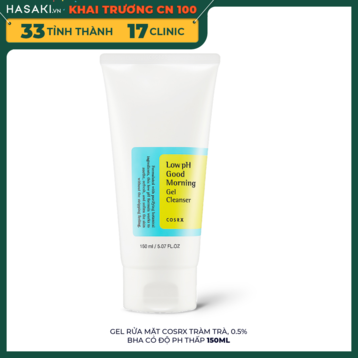 HASAKI.VN KHAI TRƯƠNG CN 100
33 TỈNH THÀNH 17 CLINIC
Low pH
Good
Morning
Gel
Cleanser
COSRX
150 ml / 5.07 FL.OZ
GEL RỬA MẶT COSRX TRÀM TRÀ, 0.5%
BHA CÓ ĐỘ PH THẤP 150ML